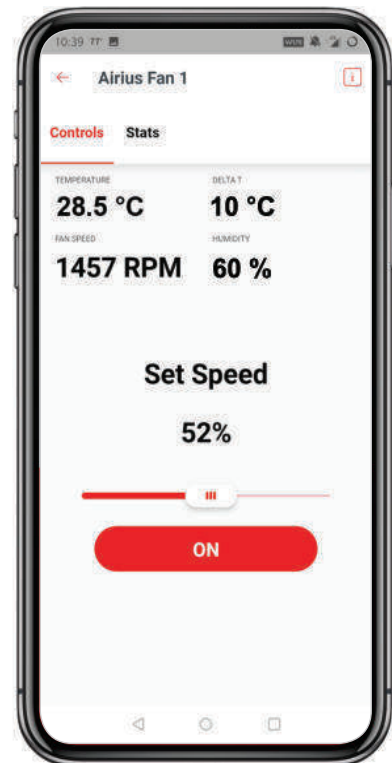 10:39 77°
Airius Fan 1
Controls Stats
TEMPERATURE DELTA T
28.5 °C 10 °C
FAN SPEED HUMIDITY
1457 RPM 60 %
Set Speed
52%
ON